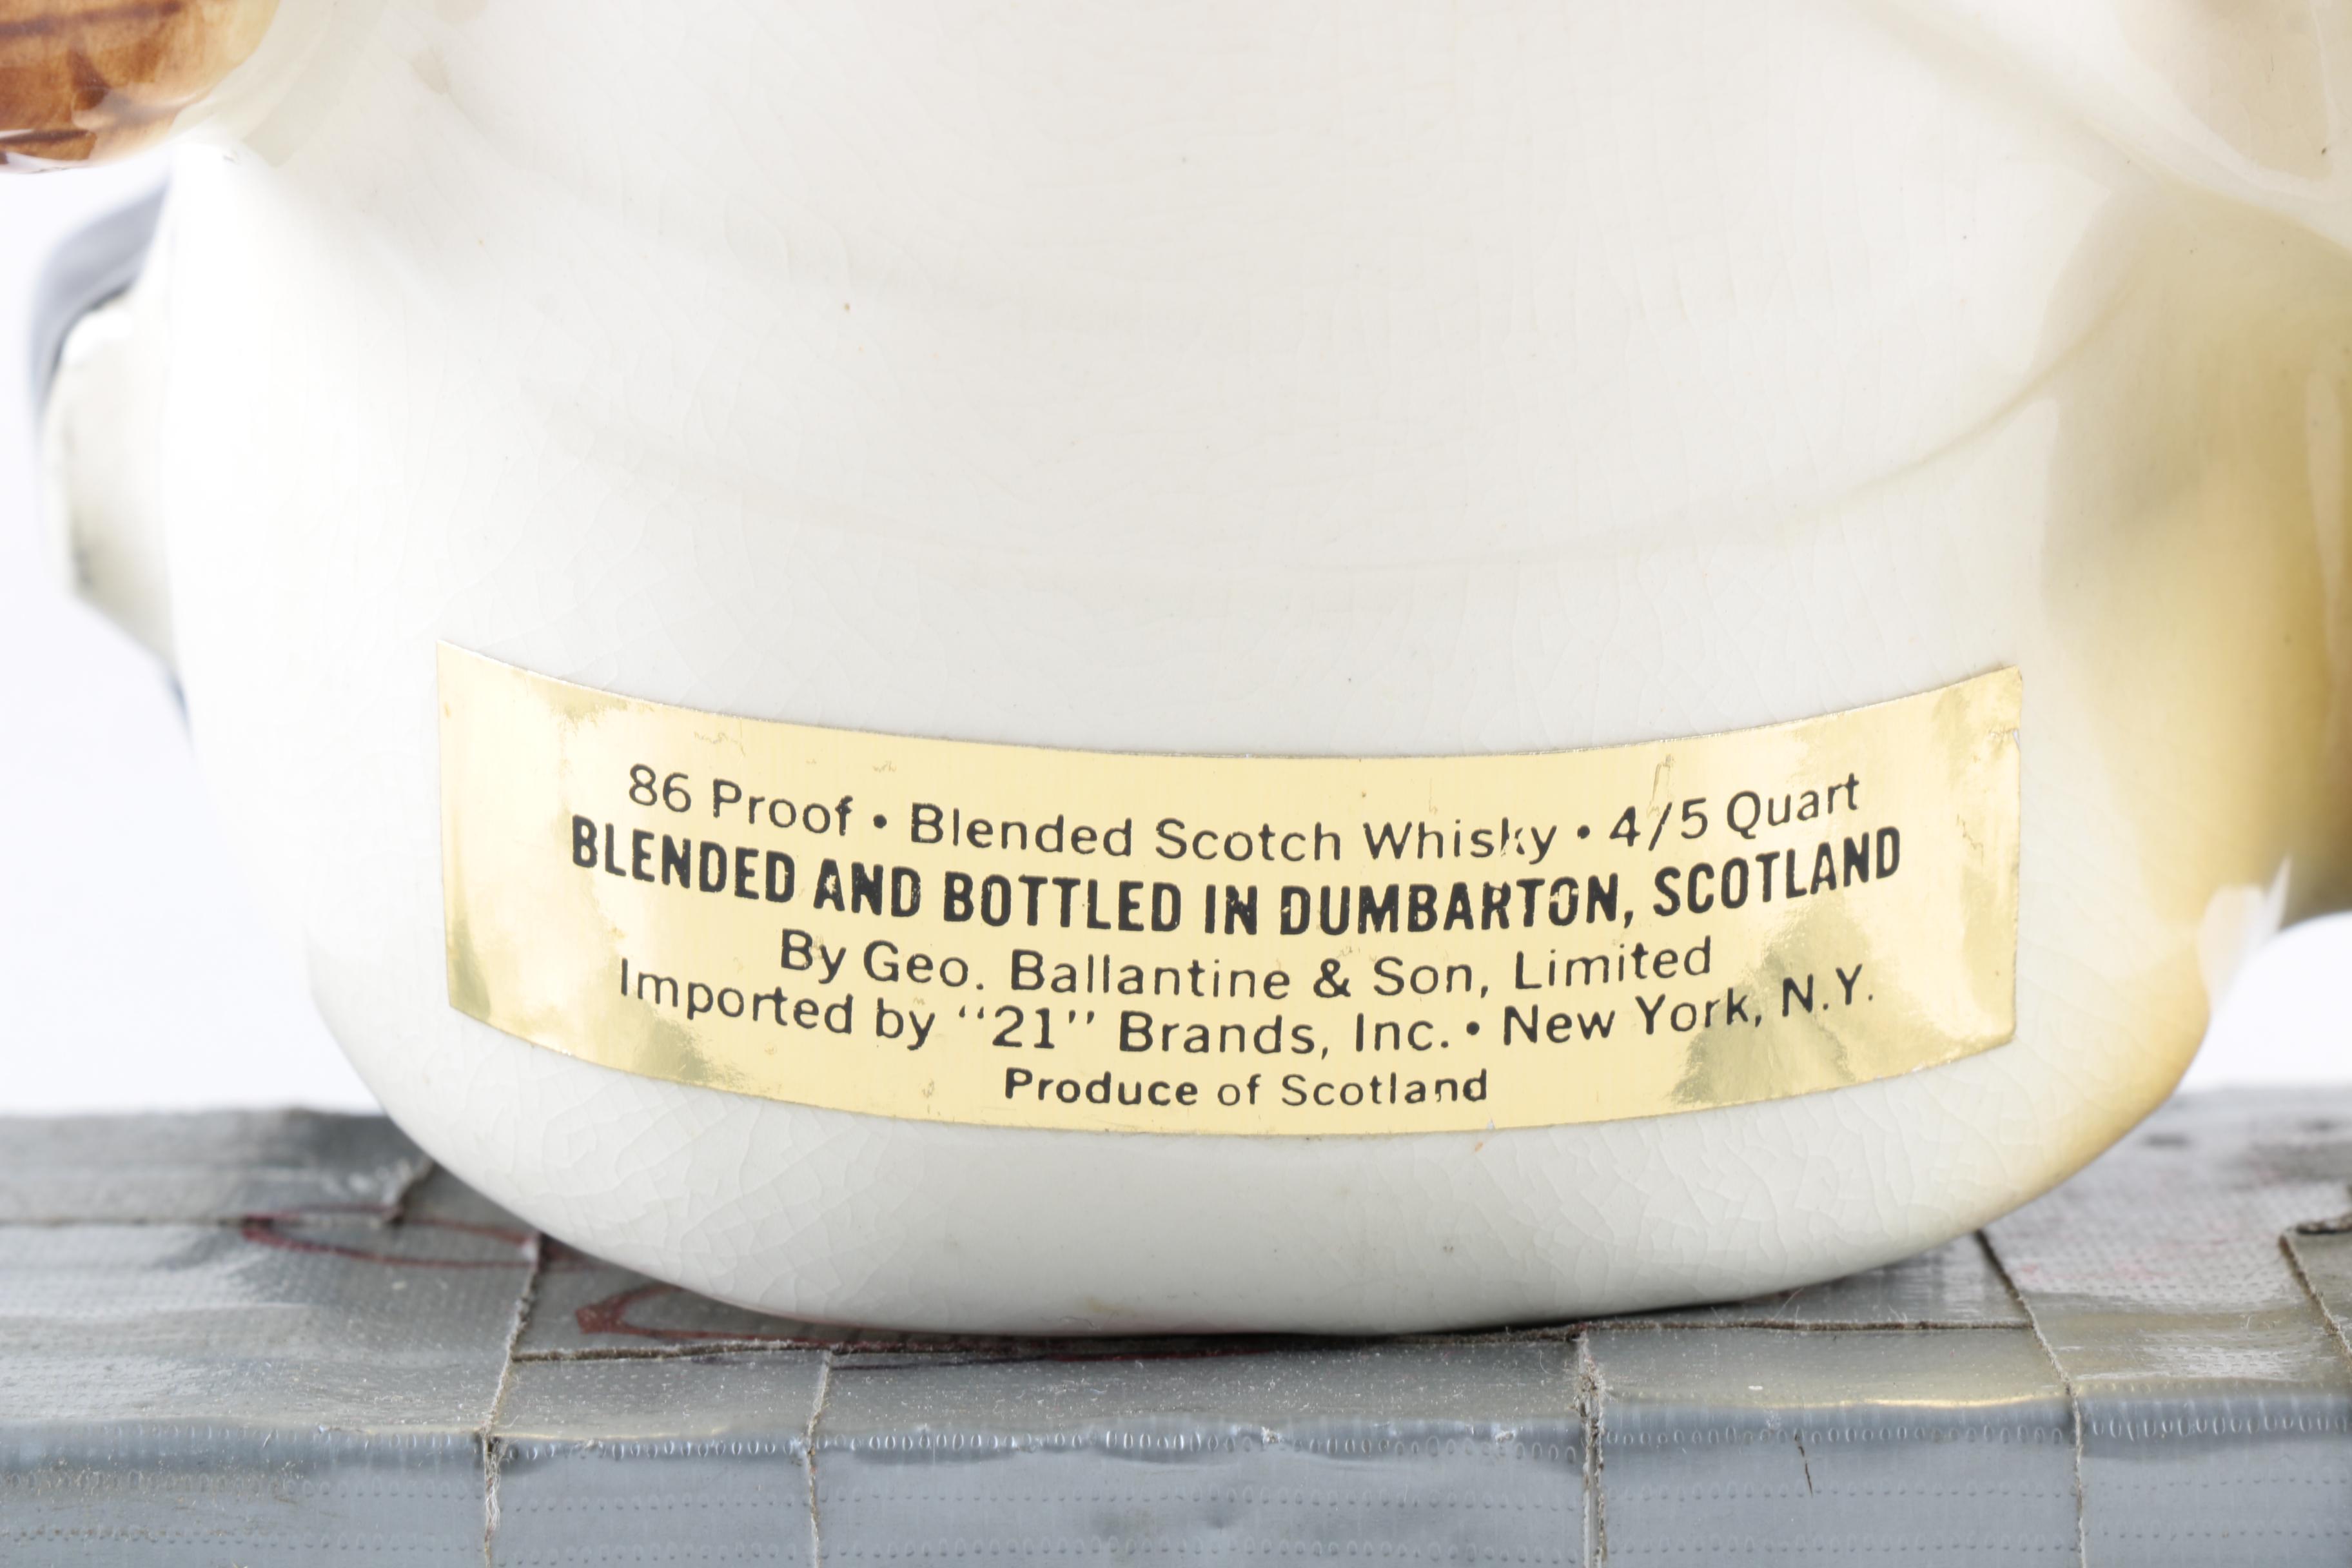 86 Proof • Blended Scotch Whisky • 4/5 Quart
BLENDED AND BOTTLED IN DUMBARTON, SCOTLAND
By Geo. Ballantine & Son, Limited
Imported by “21” Brands, Inc. • New York, N.Y.
Produce of Scotland